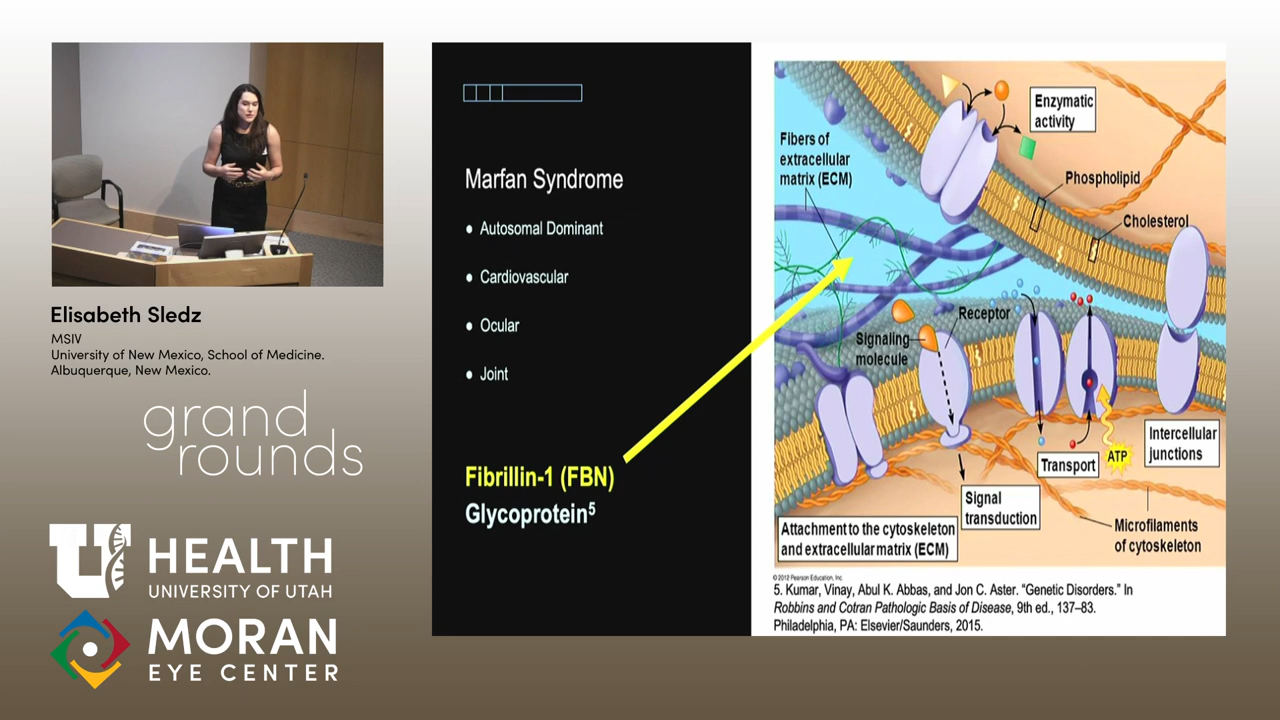 Elisabeth Sledz
MSIV
University of New Mexico, School of Medicine.
Albuquerque, New Mexico.
grand
rounds
U
HEALTH
UNIVERSITY OF UTAH
MORAN
EYE CENTER
Marfan Syndrome
• Autosomal Dominant
• Cardiovascular
• Ocular
• Joint
Fibrillin-1 (FBN)
Glycoprotein5
Enzymatic
activity
Fibers of
extracellular
matrix (ECM)
Phospholipid
Cholesterol
Receptor
Signaling
molecule
Intercellular
junctions
ATP
Transport
Signal
transduction
Attachment to the cytoskeleton
and extracellular matrix (ECM)
Microfilaments
of cytoskeleton
© 2012 Pearson Education, Inc.
5. Kumar, Vinay, Abul K. Abbas, and Jon C. Aster. “Genetic Disorders.” In
Robbins and Cotran Pathologic Basis of Disease, 9th ed., 137–83.
Philadelphia, PA: Elsevier/Saunders, 2015.